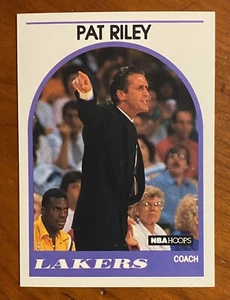 PAT RILEY
NBA HOOPS
LAKERS
COACH